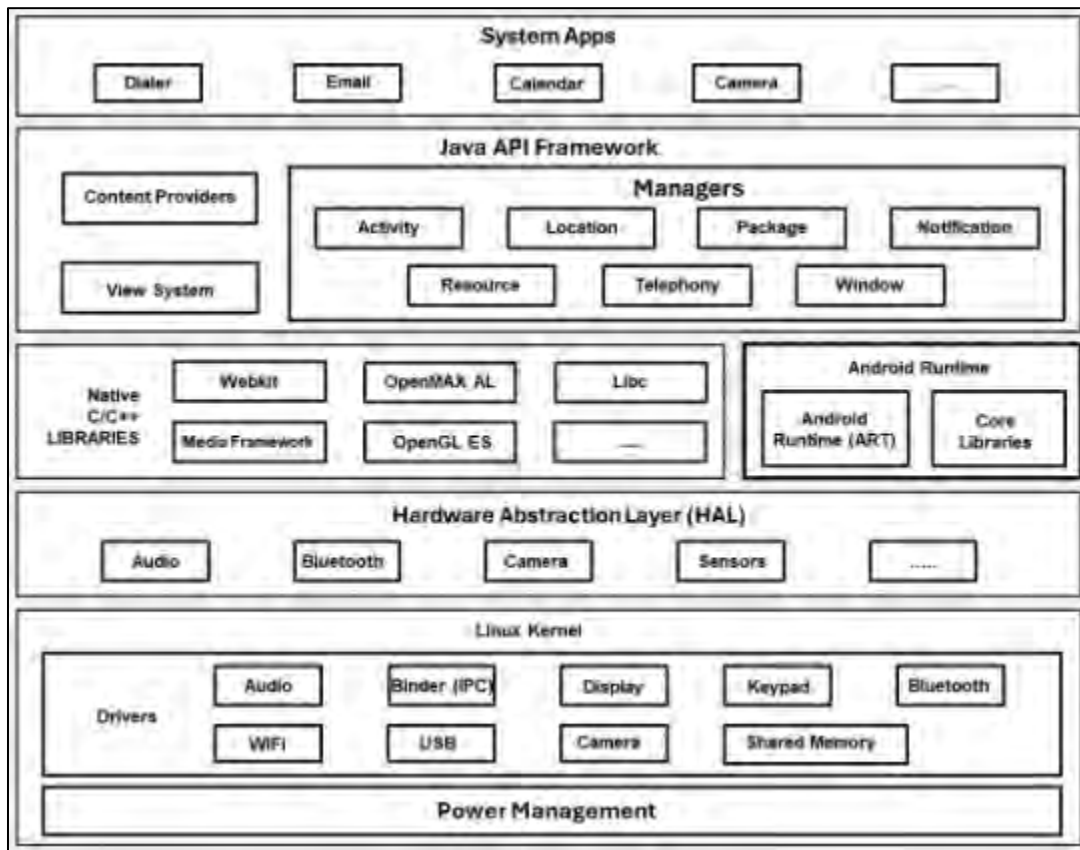 System Apps
Dialer Email Calendar Camera ......
Java API Framework
Content Providers
View System
Managers
Activity Location Package Notification
Resource Telephony Window
Native
C/C++
LIBRARIES
Webkit OpenMAX AL Libc
Media Framework OpenGL ES .....
Android Runtime
Android
Runtime (ART)
Core
Libraries
Hardware Abstraction Layer (HAL)
Audio Bluetooth Camera Sensors .....
Linux Kernel
Drivers
Audio Binder (IPC) Display Keypad Bluetooth
WIFI USB Camera Shared Memory
Power Management